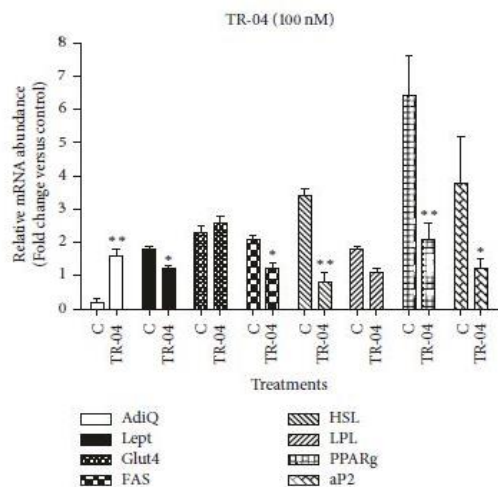 TR-04 (100 nM)
Relative mRNA abundance
(Fold change versus control)
8
7
6
5
4
3
2
1
0
** * * ** ** *
C TR-04 C TR-04 C TR-04 C TR-04 C TR-04 C TR-04 C TR-04 C TR-04
Treatments
AdiQ
Lept
Glut4
FAS
HSL
LPL
PPARg
aP2